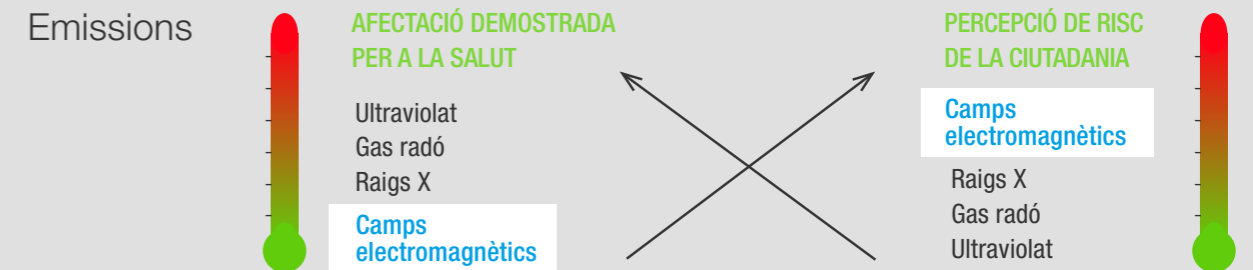 Emissions
AFECTACIÓ DEMOSTRADA
PER A LA SALUT
Ultraviolat
Gas radó
Raigs X
Camps
electromagnètics
PERCEPCIÓ DE RISC
DE LA CIUTADANIA
Camps
electromagnètics
Raigs X
Gas radó
Ultraviolat